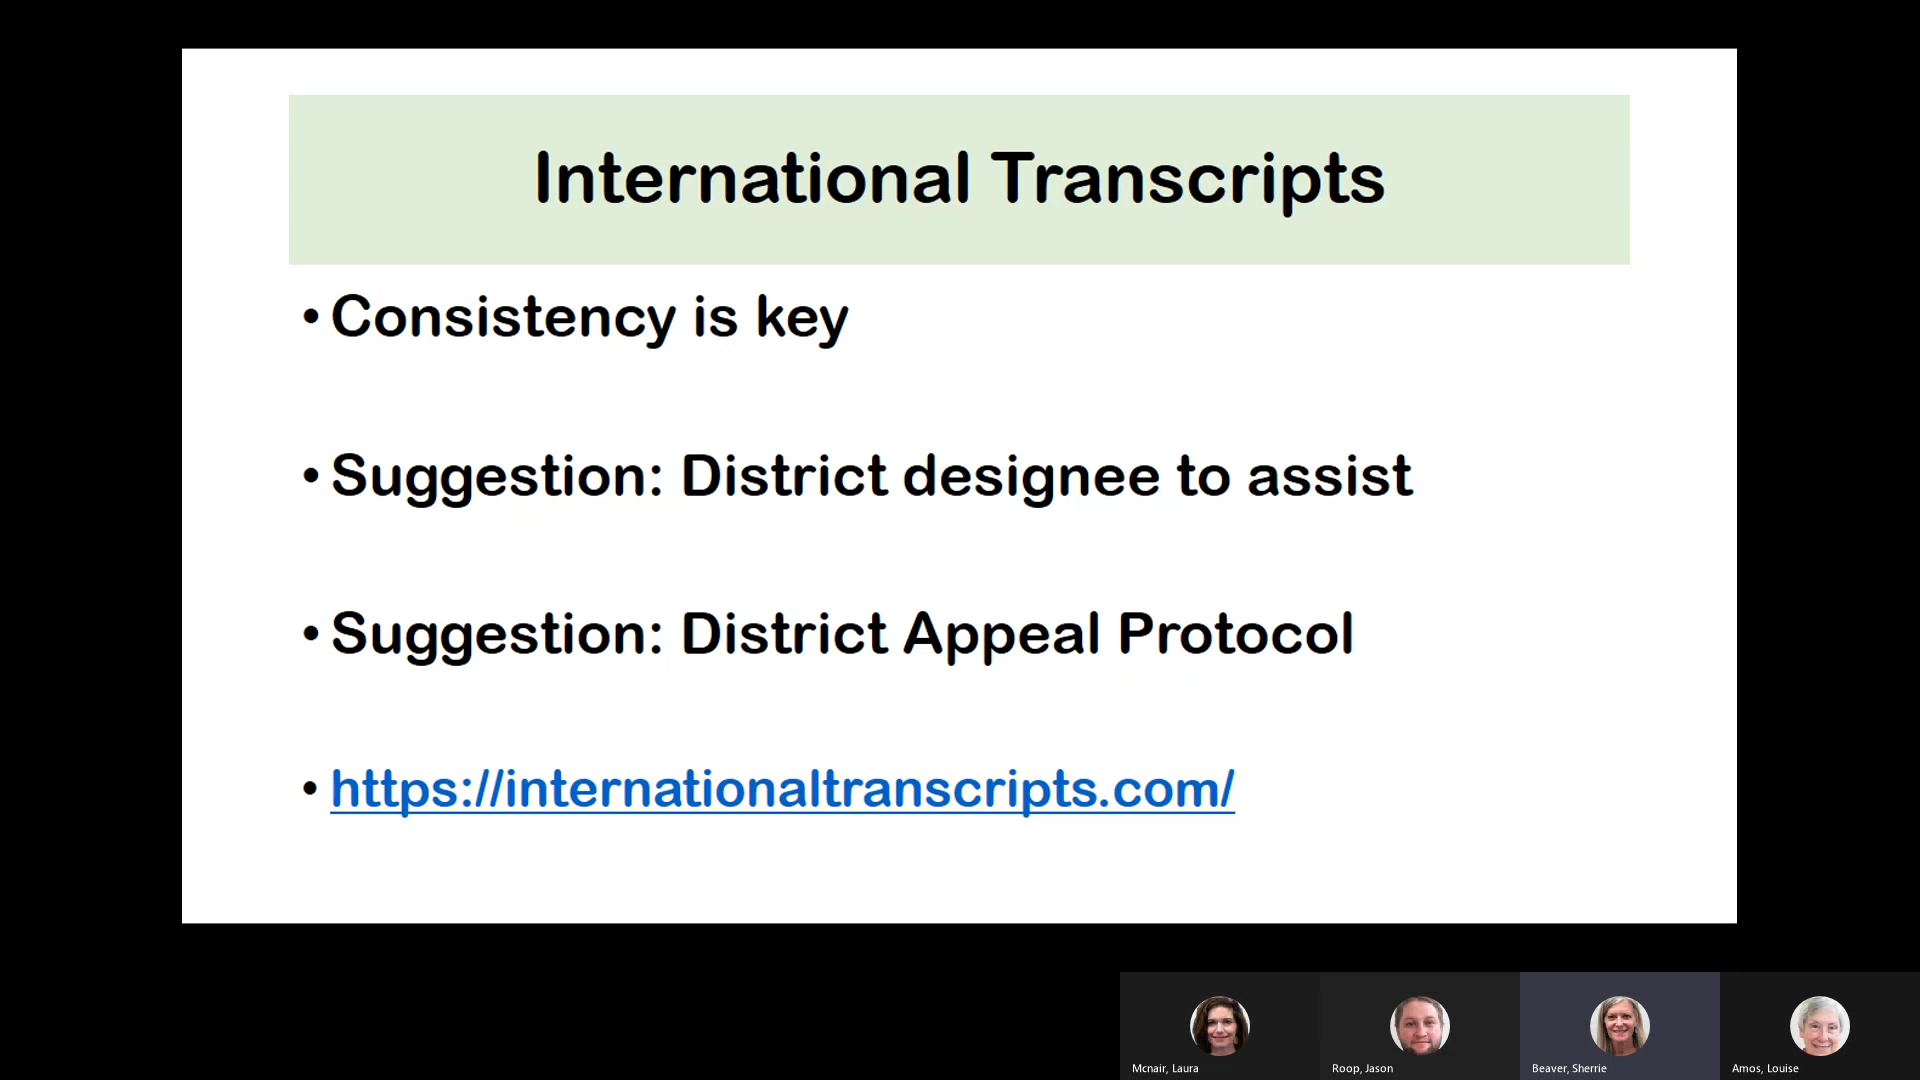 International Transcripts
• Consistency is key
• Suggestion: District designee to assist
• Suggestion: District Appeal Protocol
• https://internationaltranscripts.com/
Mcnair, Laura
Roop, Jason
Beaver, Sherrie
Amos, Louise